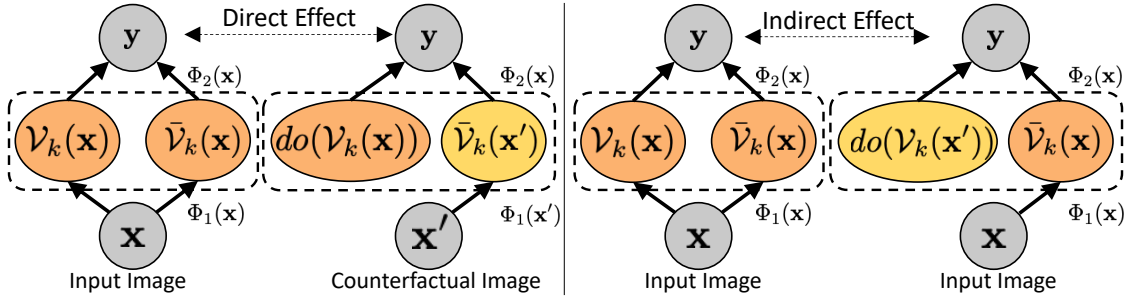 Direct Effect
y
y
Φ₂(x)
Φ₂(x)
𝒱ₖ(x)
𝒱̄ₖ(x)
do(𝒱ₖ(x))
𝒱̄ₖ(x′)
Φ₁(x)
Φ₁(x′)
x
x′
Input Image
Counterfactual Image
Indirect Effect
y
y
Φ₂(x)
Φ₂(x)
𝒱ₖ(x)
𝒱̄ₖ(x)
do(𝒱ₖ(x′))
𝒱̄ₖ(x)
Φ₁(x)
Φ₁(x)
x
x
Input Image
Input Image